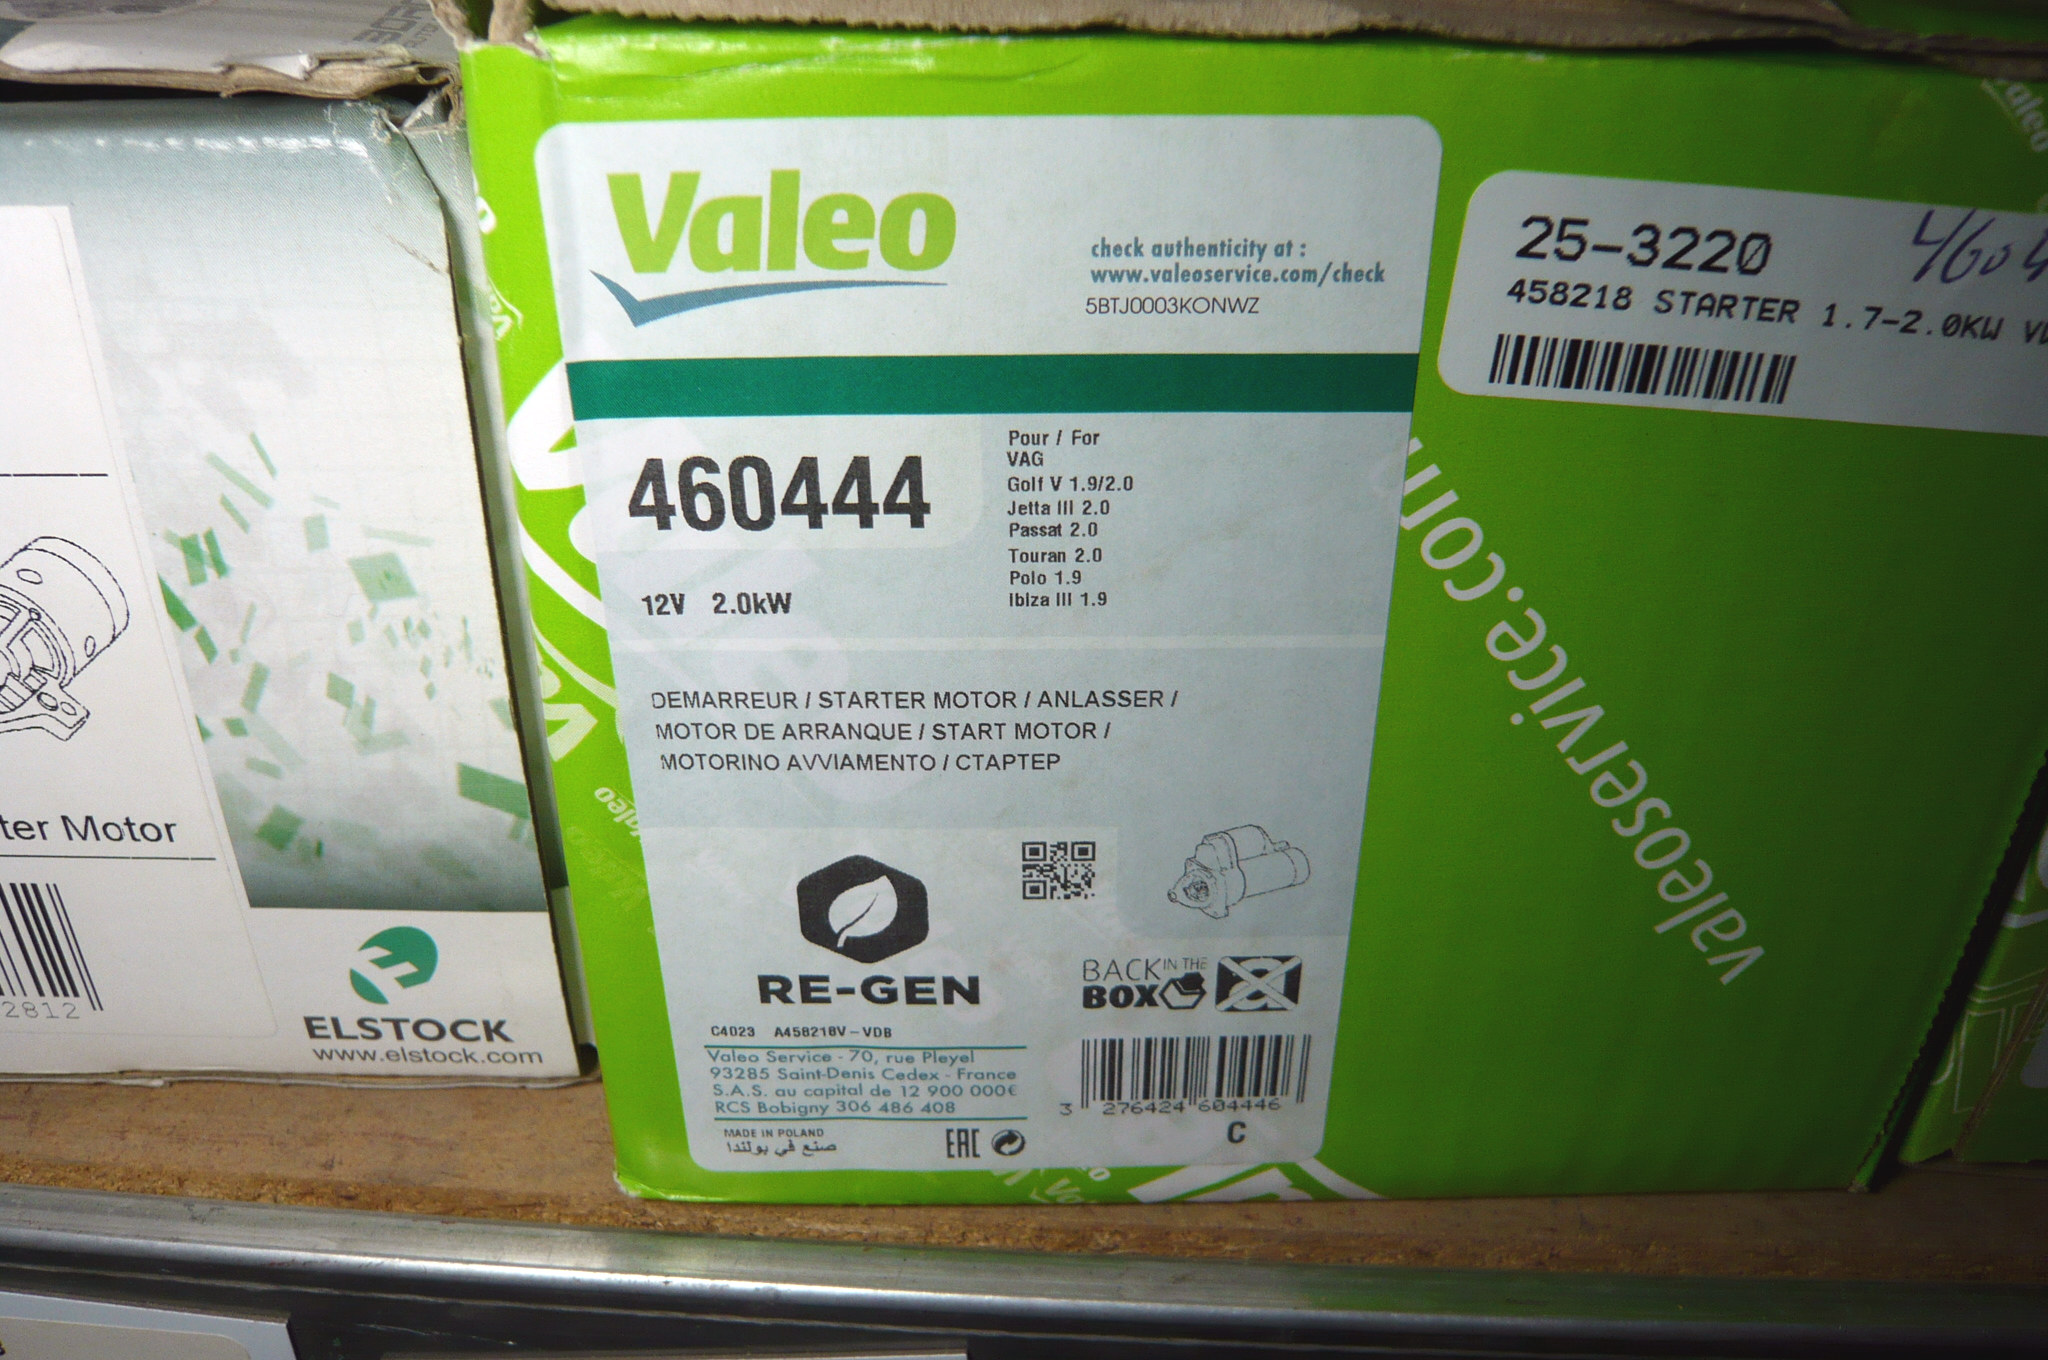 Valeo
check authenticity at :
www.valeoservice.com/check
5BTJ0003KONWZ
460444
12V 2.0kW
Pour / For
VAG
Golf V 1.9/2.0
Jetta III 2.0
Passat 2.0
Touran 2.0
Polo 1.9
Ibiza III 1.9
DEMARREUR / STARTER MOTOR / ANLASSER /
MOTOR DE ARRANQUE / START MOTOR /
MOTORINO AVVIAMENTO / СТАРТЕР
RE-GEN
BACK IN THE
BOX
C4023 A458218V-VDB
Valeo Service - 70, rue Pleyel
93285 Saint-Denis Cedex - France
S.A.S. au capital de 12 900 000€
RCS Bobigny 306 486 408
MADE IN POLAND
صنع في بولندا
EAC
3 276424 604446
C
25-3220
458218 STARTER 1.7-2.0KW
valeoservice.com
Valeo
Motor
2812
ELSTOCK
www.elstock.com